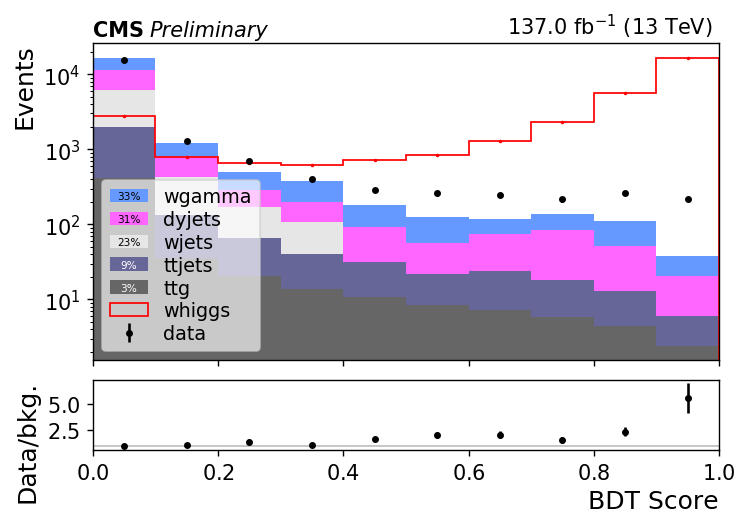 CMS Preliminary 137.0 fb⁻¹ (13 TeV)
Events
10⁴
10³
10²
10¹
33% wgamma
31% dyjets
23% wjets
9% ttjets
3% ttg
whiggs
data
Data/bkg.
5.0
2.5
0.0 0.2 0.4 0.6 0.8 1.0
BDT Score